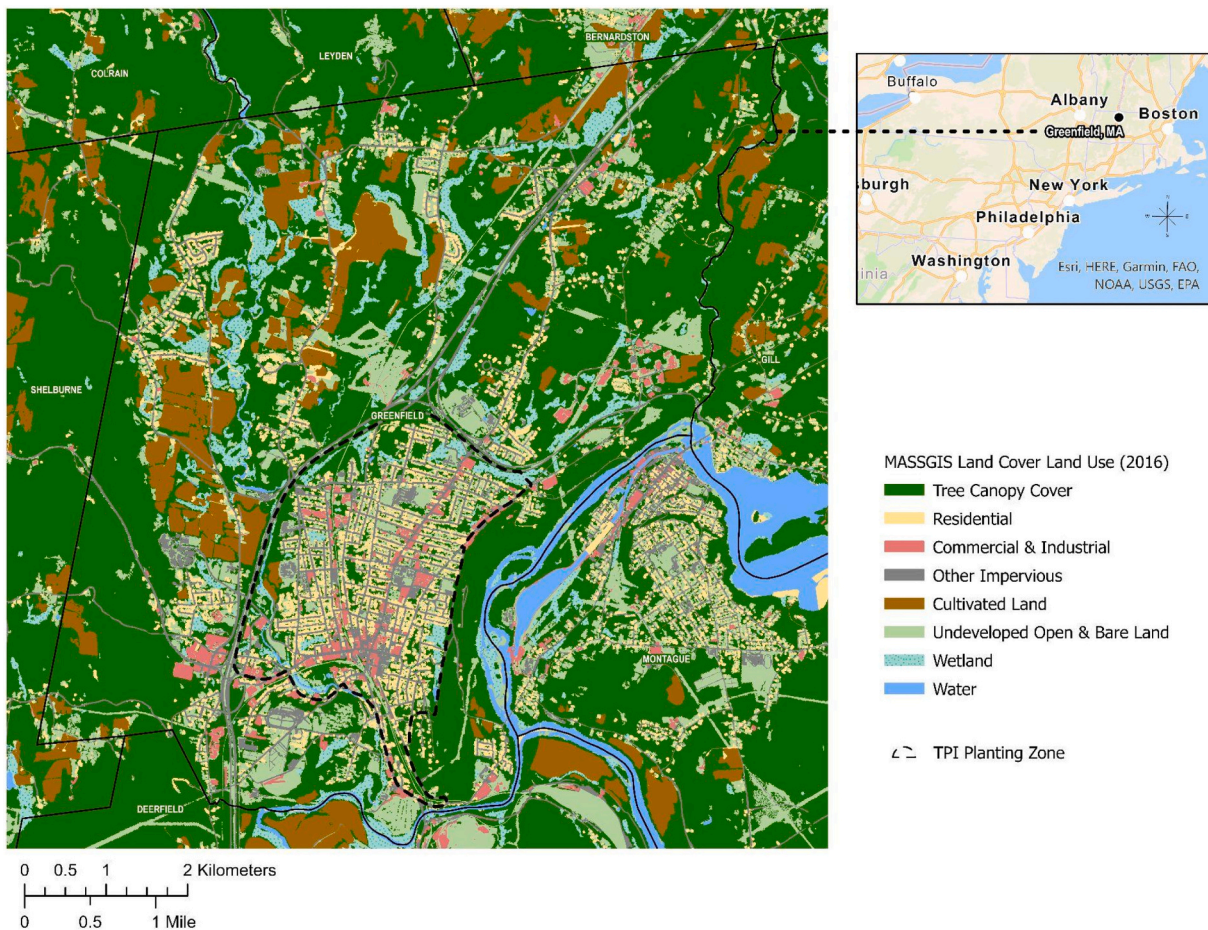 BERNARDSTON
LEYDEN
COLRAIN
SHELBURNE
GILL
GREENFIELD
MONTAGUE
DEERFIELD
0 0.5 1 2 Kilometers
0 0.5 1 Mile
Buffalo
Albany
Boston
Greenfield, MA
sburgh
New York
Philadelphia
Washington
inia
Esri, HERE, Garmin, FAO,
NOAA, USGS, EPA
MASSGIS Land Cover Land Use (2016)
Tree Canopy Cover
Residential
Commercial & Industrial
Other Impervious
Cultivated Land
Undeveloped Open & Bare Land
Wetland
Water
TPI Planting Zone